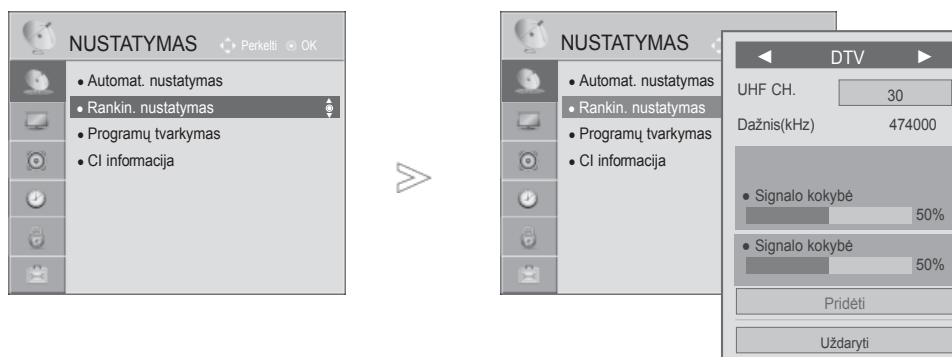 NUSTATYMAS Perkelti OK
• Automat. nustatymas
• Rankin. nustatymas
• Programų tvarkymas
• CI informacija
NUSTATYMAS
• Automat. nustatymas
• Rankin. nustatymas
• Programų tvarkymas
• CI informacija
◄ DTV ►
UHF CH. 30
Dažnis(kHz) 474000
• Signalo kokybė
50%
• Signalo kokybė
50%
Pridėti
Uždaryti